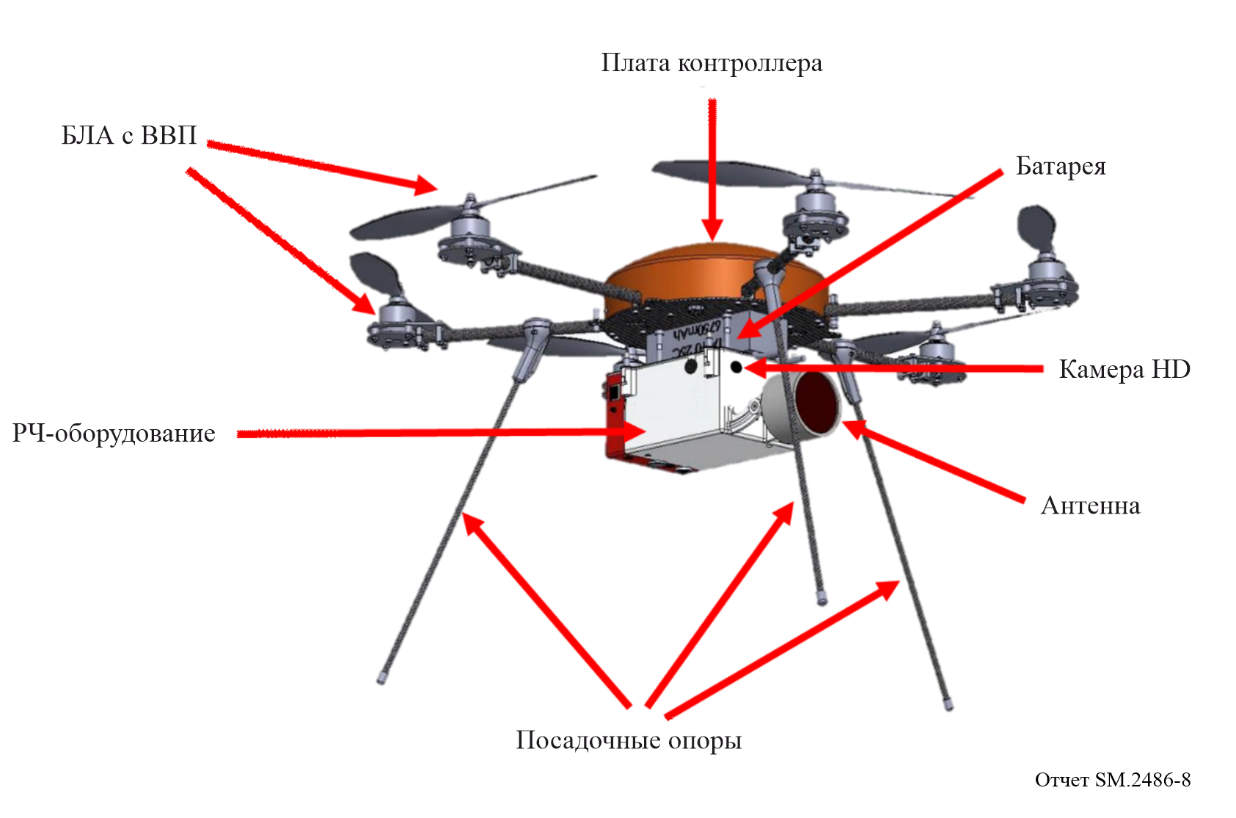 Плата контроллера
БЛА с ВВП
Батарея
Камера HD
РЧ-оборудование
Антенна
Посадочные опоры
Отчет SM.2486-8